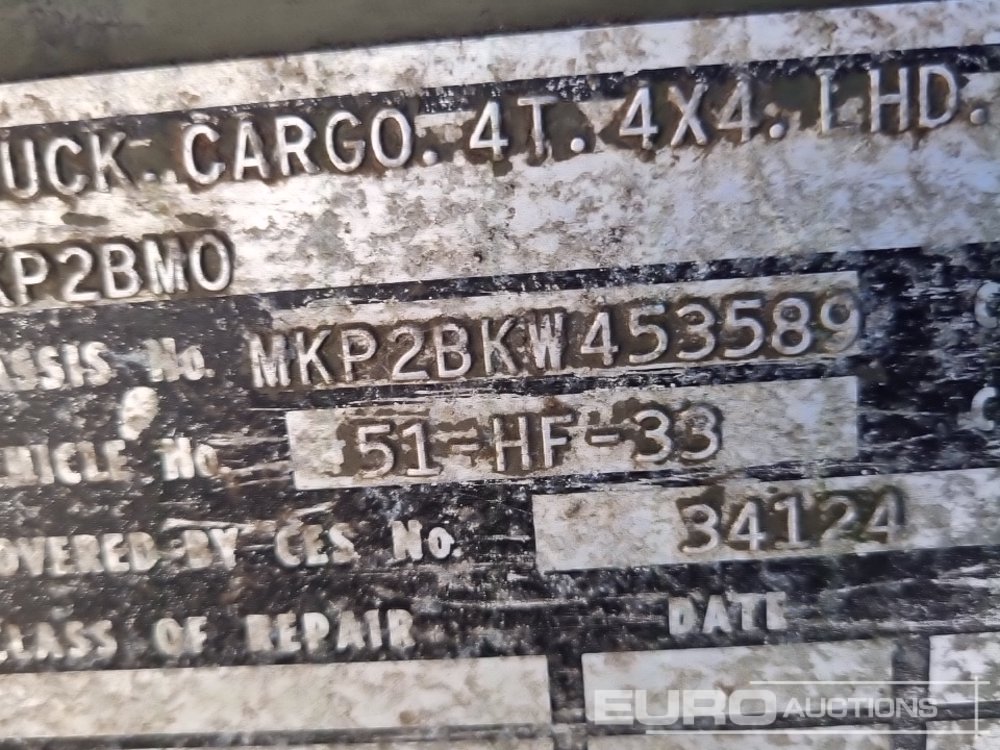 UCK. CARGO. 4T. 4X4. LHD.
KP2BMO
ASSIS No. MKP2BKW453589
HICLE No. 51-HF-33
OVERED BY CES No. 34124
CLASS OF REPAIR DATE
EURO AUCTIONS